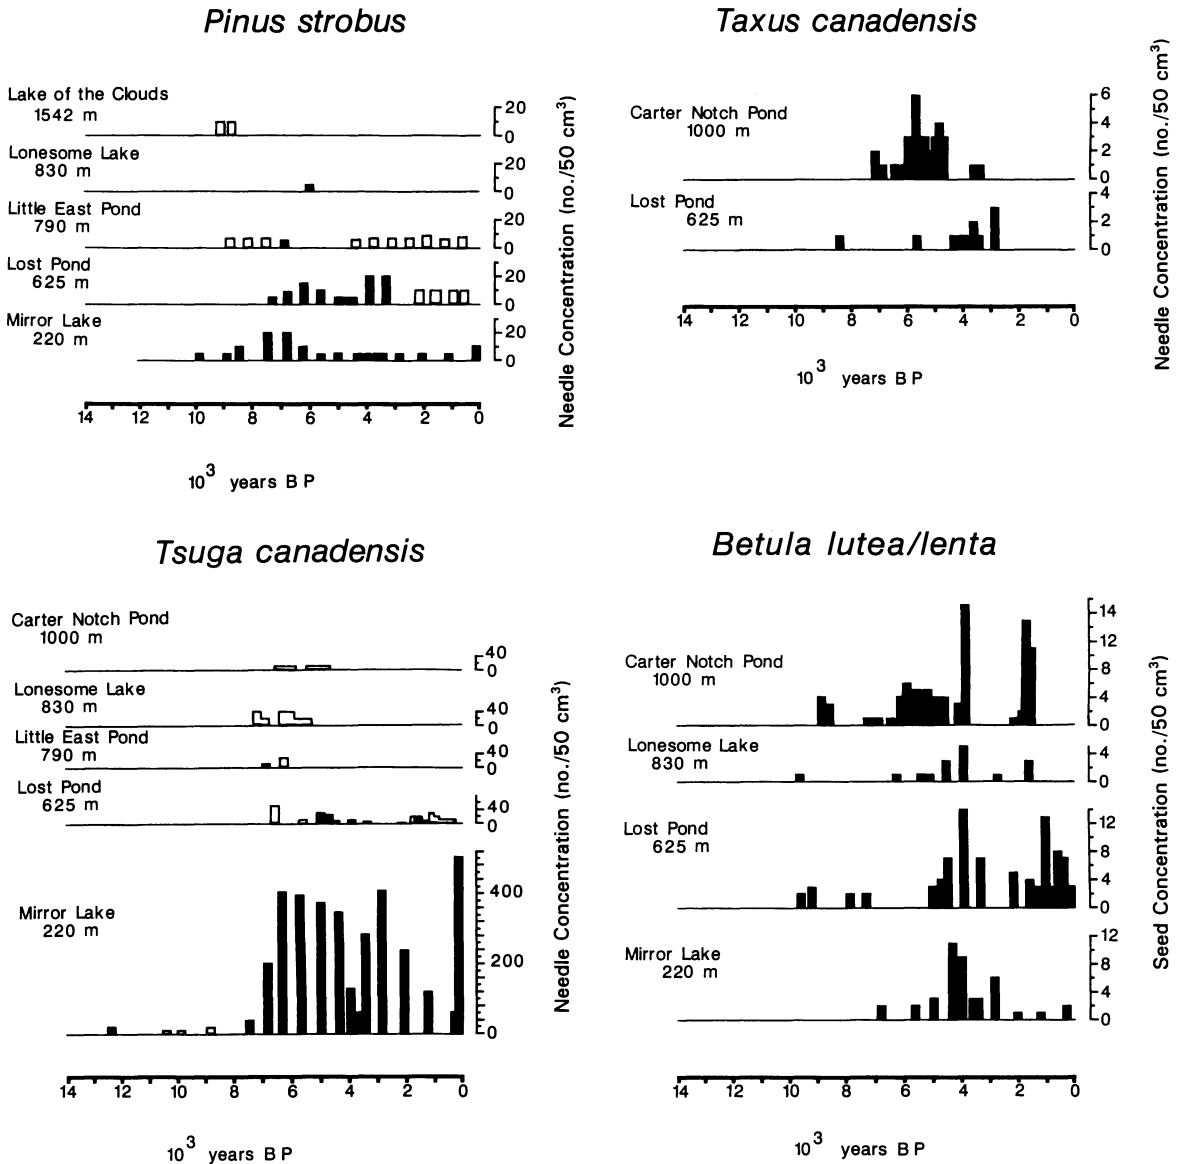 Pinus strobus
Lake of the Clouds
1542 m
20
0
Lonesome Lake
830 m
20
0
Little East Pond
790 m
20
0
Lost Pond
625 m
20
0
Mirror Lake
220 m
20
0
Needle Concentration (no./50 cm³)
14 12 10 8 6 4 2 0
10³ years BP
Taxus canadensis
Carter Notch Pond
1000 m
6
4
2
0
Lost Pond
625 m
4
2
0
Needle Concentration (no./50 cm³)
14 12 10 8 6 4 2 0
10³ years BP
Tsuga canadensis
Carter Notch Pond
1000 m
40
0
Lonesome Lake
830 m
40
0
Little East Pond
790 m
40
0
Lost Pond
625 m
40
0
Mirror Lake
220 m
400
200
0
Needle Concentration (no./50 cm³)
14 12 10 8 6 4 2 0
10³ years BP
Betula lutea/lenta
Carter Notch Pond
1000 m
14
12
8
4
0
Lonesome Lake
830 m
4
0
Lost Pond
625 m
12
8
4
0
Mirror Lake
220 m
12
8
4
0
Seed Concentration (no./50 cm³)
14 12 10 8 6 4 2 0
10³ years BP